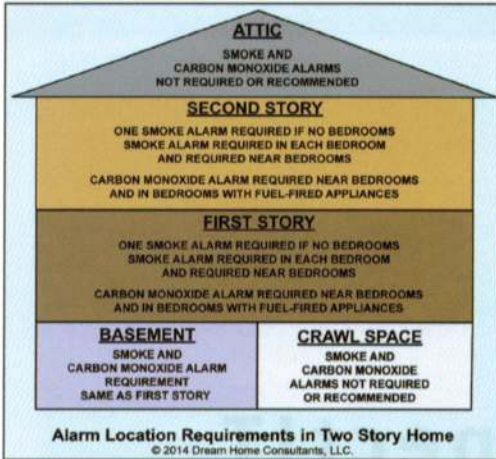 ATTIC
SMOKE AND
CARBON MONOXIDE ALARMS
NOT REQUIRED OR RECOMMENDED
SECOND STORY
ONE SMOKE ALARM REQUIRED IF NO BEDROOMS
SMOKE ALARM REQUIRED IN EACH BEDROOM
AND REQUIRED NEAR BEDROOMS
CARBON MONOXIDE ALARM REQUIRED NEAR BEDROOMS
AND IN BEDROOMS WITH FUEL-FIRED APPLIANCES
FIRST STORY
ONE SMOKE ALARM REQUIRED IF NO BEDROOMS
SMOKE ALARM REQUIRED IN EACH BEDROOM
AND REQUIRED NEAR BEDROOMS
CARBON MONOXIDE ALARM REQUIRED NEAR BEDROOMS
AND IN BEDROOMS WITH FUEL-FIRED APPLIANCES
BASEMENT
SMOKE AND
CARBON MONOXIDE ALARM
REQUIREMENT
SAME AS FIRST STORY
CRAWL SPACE
SMOKE AND
CARBON MONOXIDE
ALARMS NOT REQUIRED
OR RECOMMENDED
Alarm Location Requirements in Two Story Home
© 2014 Dream Home Consultants, LLC.